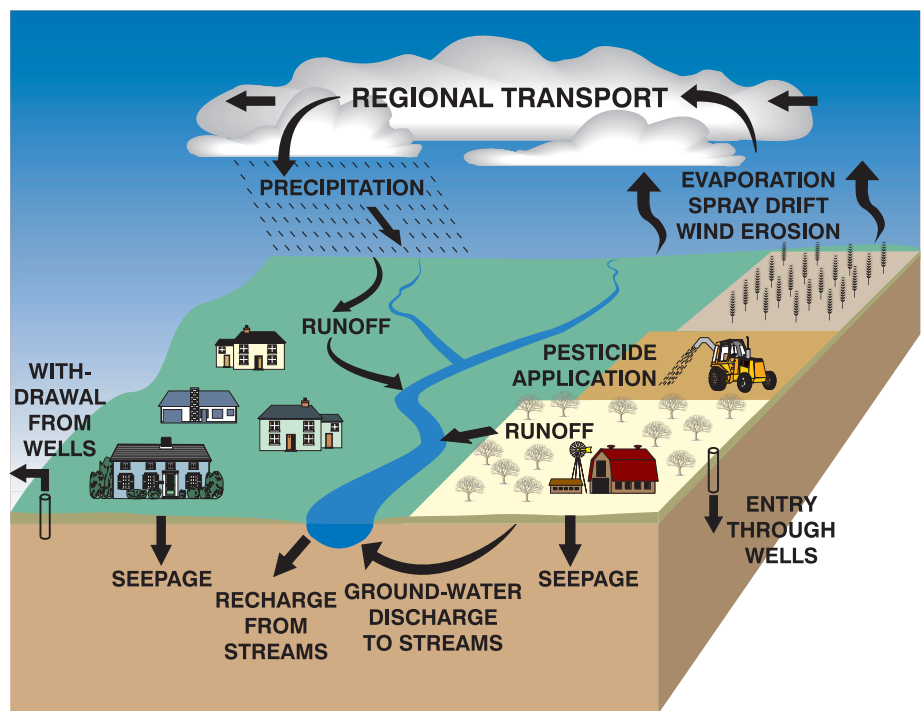 REGIONAL TRANSPORT
PRECIPITATION
EVAPORATION
SPRAY DRIFT
WIND EROSION
RUNOFF
PESTICIDE
APPLICATION
WITH-
DRAWAL
FROM
WELLS
RUNOFF
ENTRY
THROUGH
WELLS
SEEPAGE
RECHARGE
FROM
STREAMS
GROUND-WATER
DISCHARGE
TO STREAMS
SEEPAGE